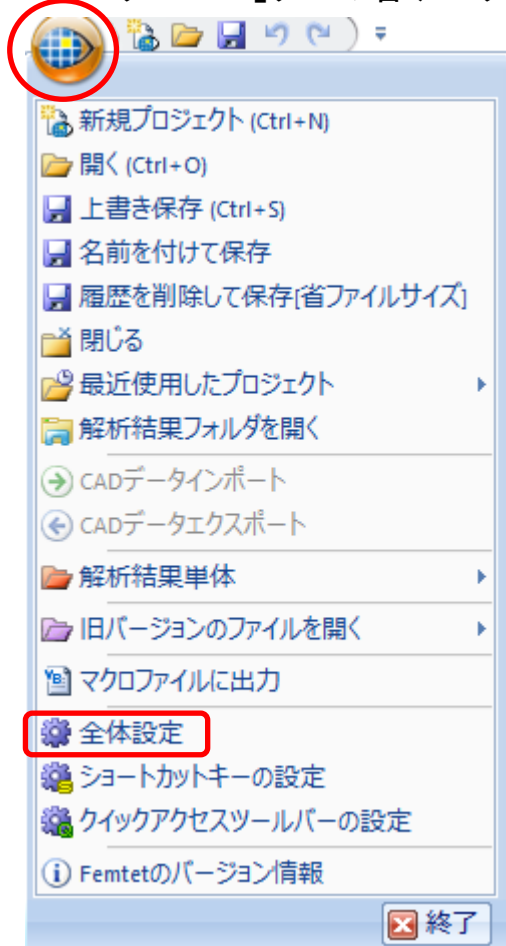 新規プロジェクト (Ctrl+N)
開く (Ctrl+O)
上書き保存 (Ctrl+S)
名前を付けて保存
履歴を削除して保存[省ファイルサイズ]
閉じる
最近使用したプロジェクト
解析結果フォルダを開く
CADデータインポート
CADデータエクスポート
解析結果単体
旧バージョンのファイルを開く
マクロファイルに出力
全体設定
ショートカットキーの設定
クイックアクセスツールバーの設定
Femtetのバージョン情報
終了